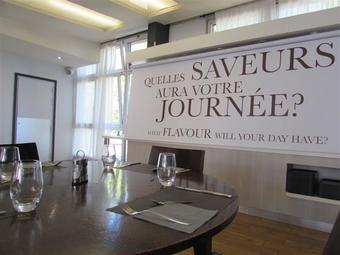 QUELLES SAVEURS
AURA VOTRE
JOURNÉE?
WHAT FLAVOUR WILL YOUR DAY HAVE?